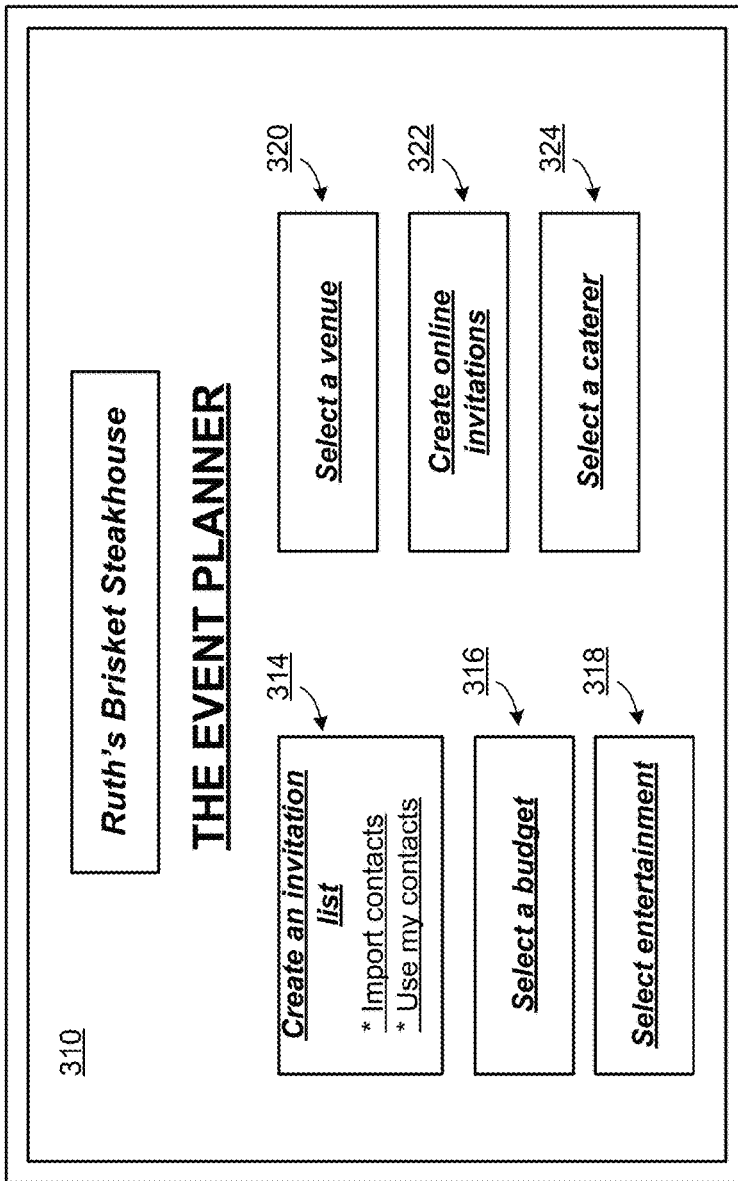 310
Ruth's Brisket Steakhouse
THE EVENT PLANNER
314
Create an invitation
list
* Import contacts
* Use my contacts
316
Select a budget
318
Select entertainment
320
Select a venue
322
Create online
invitations
324
Select a caterer